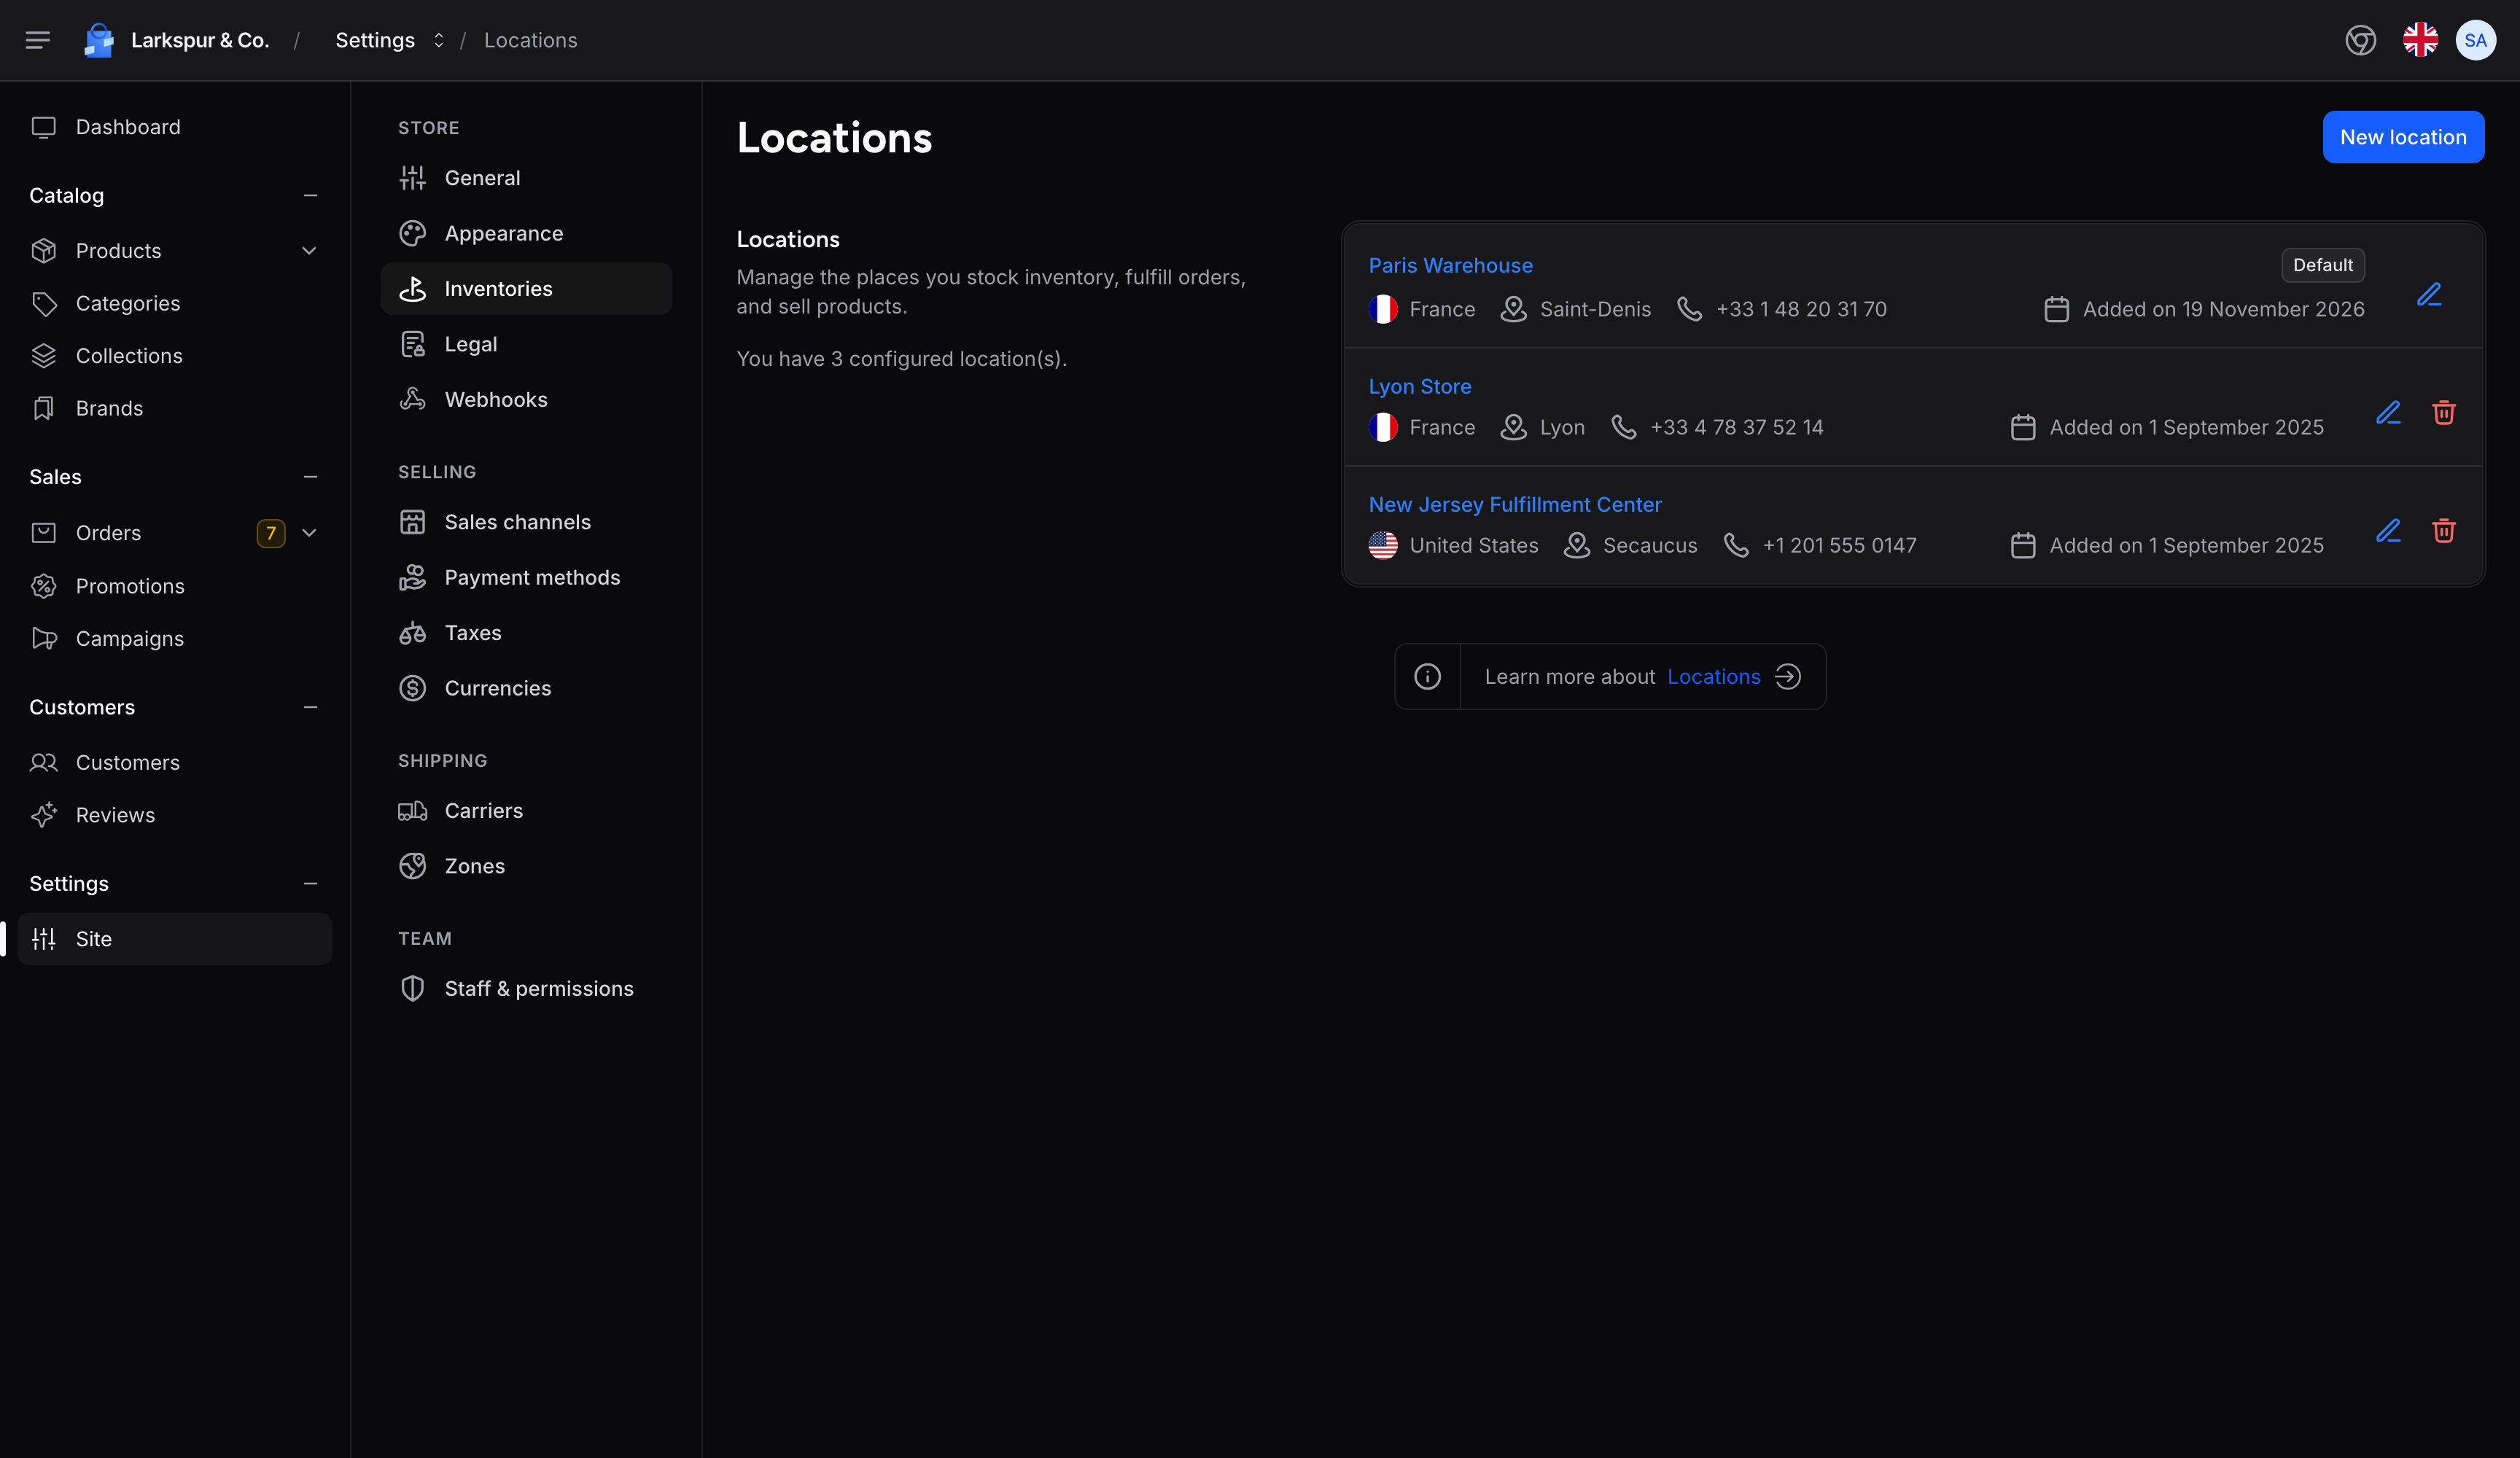 Larkspur & Co. / Settings / Locations
SA
Dashboard
Catalog
Products
Categories
Collections
Brands
Sales
Orders 7
Promotions
Campaigns
Customers
Customers
Reviews
Settings
Site
STORE
General
Appearance
Inventories
Legal
Webhooks
SELLING
Sales channels
Payment methods
Taxes
Currencies
SHIPPING
Carriers
Zones
TEAM
Staff & permissions
Locations
New location
Locations
Manage the places you stock inventory, fulfill orders,
and sell products.
You have 3 configured location(s).
Paris Warehouse Default
France Saint-Denis +33 1 48 20 31 70 Added on 19 November 2026
Lyon Store
France Lyon +33 4 78 37 52 14 Added on 1 September 2025
New Jersey Fulfillment Center
United States Secaucus +1 201 555 0147 Added on 1 September 2025
Learn more about Locations